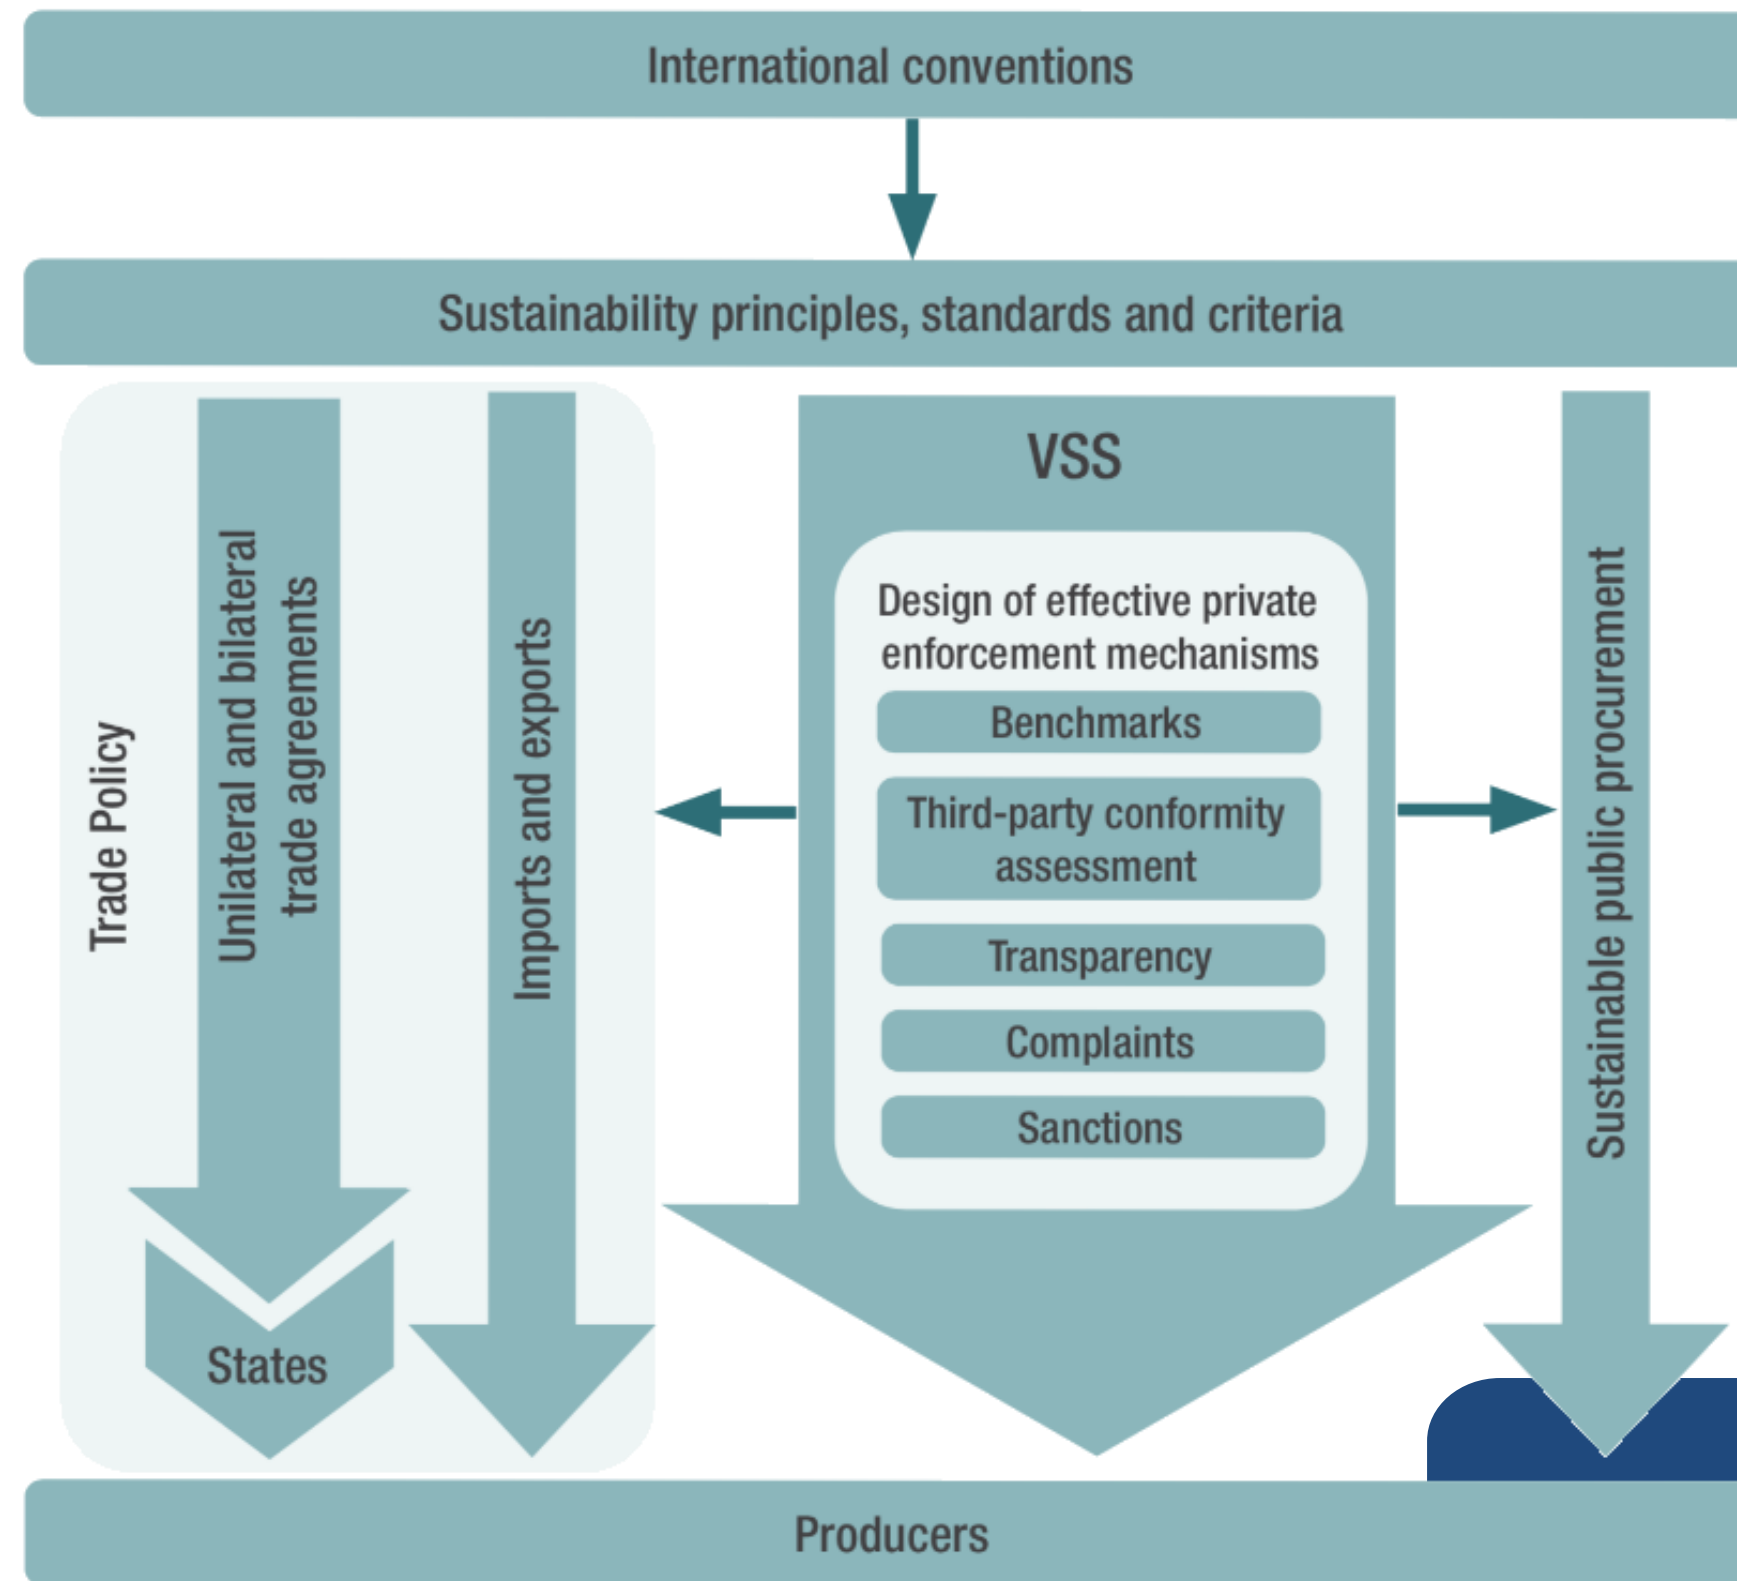 International conventions
Sustainability principles, standards and criteria
Trade Policy
Unilateral and bilateral
trade agreements
States
Imports and exports
VSS
Design of effective private
enforcement mechanisms
Benchmarks
Third-party conformity
assessment
Transparency
Complaints
Sanctions
Sustainable public procurement
Producers